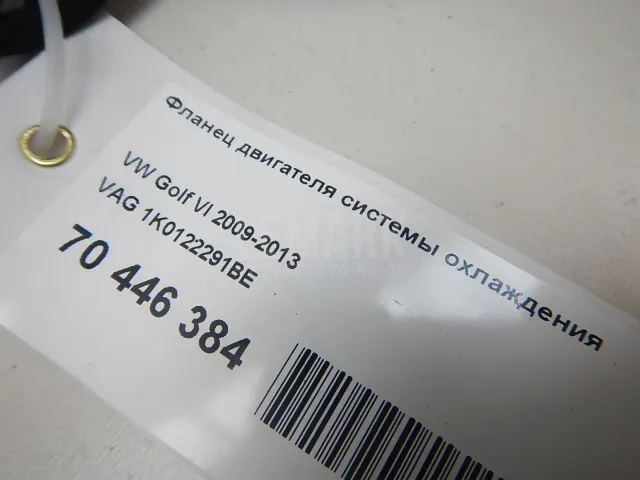 Фланец двигателя системы охлаждения
VW Golf VI 2009-2013
VAG 1K0122291BE
70 446 384